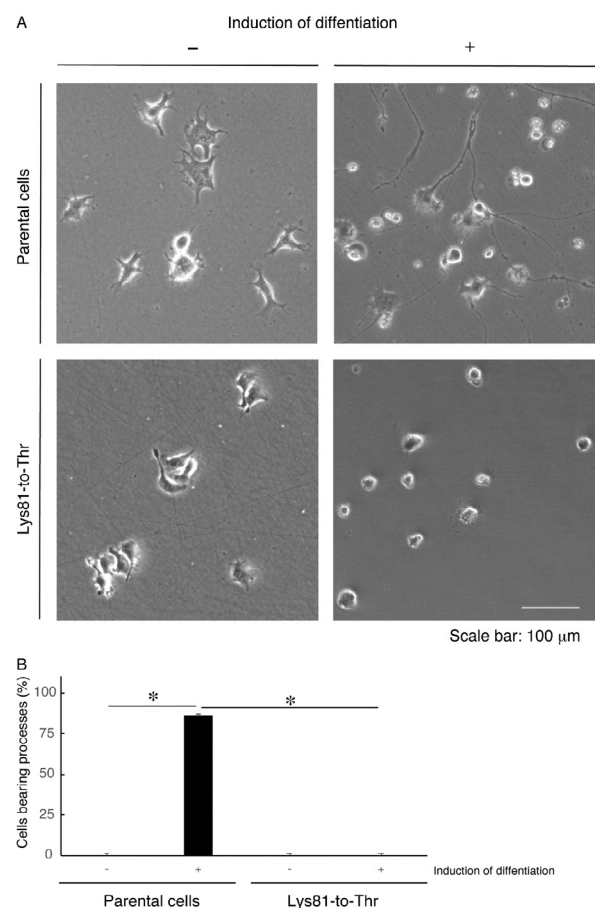 A
Induction of diffentiation
– +
Parental cells
Lys81-to-Thr
Scale bar: 100 μm
B
Cells bearing processes (%)
100
75
50
25
0
* *
- + - + Induction of diffentiation
Parental cells Lys81-to-Thr